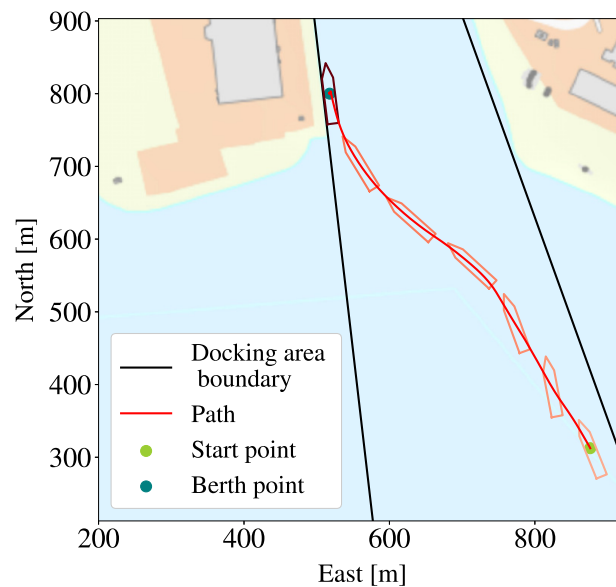 900
800
700
600
500
400
300
North [m]
Docking area
boundary
Path
Start point
Berth point
200 400 600 800
East [m]